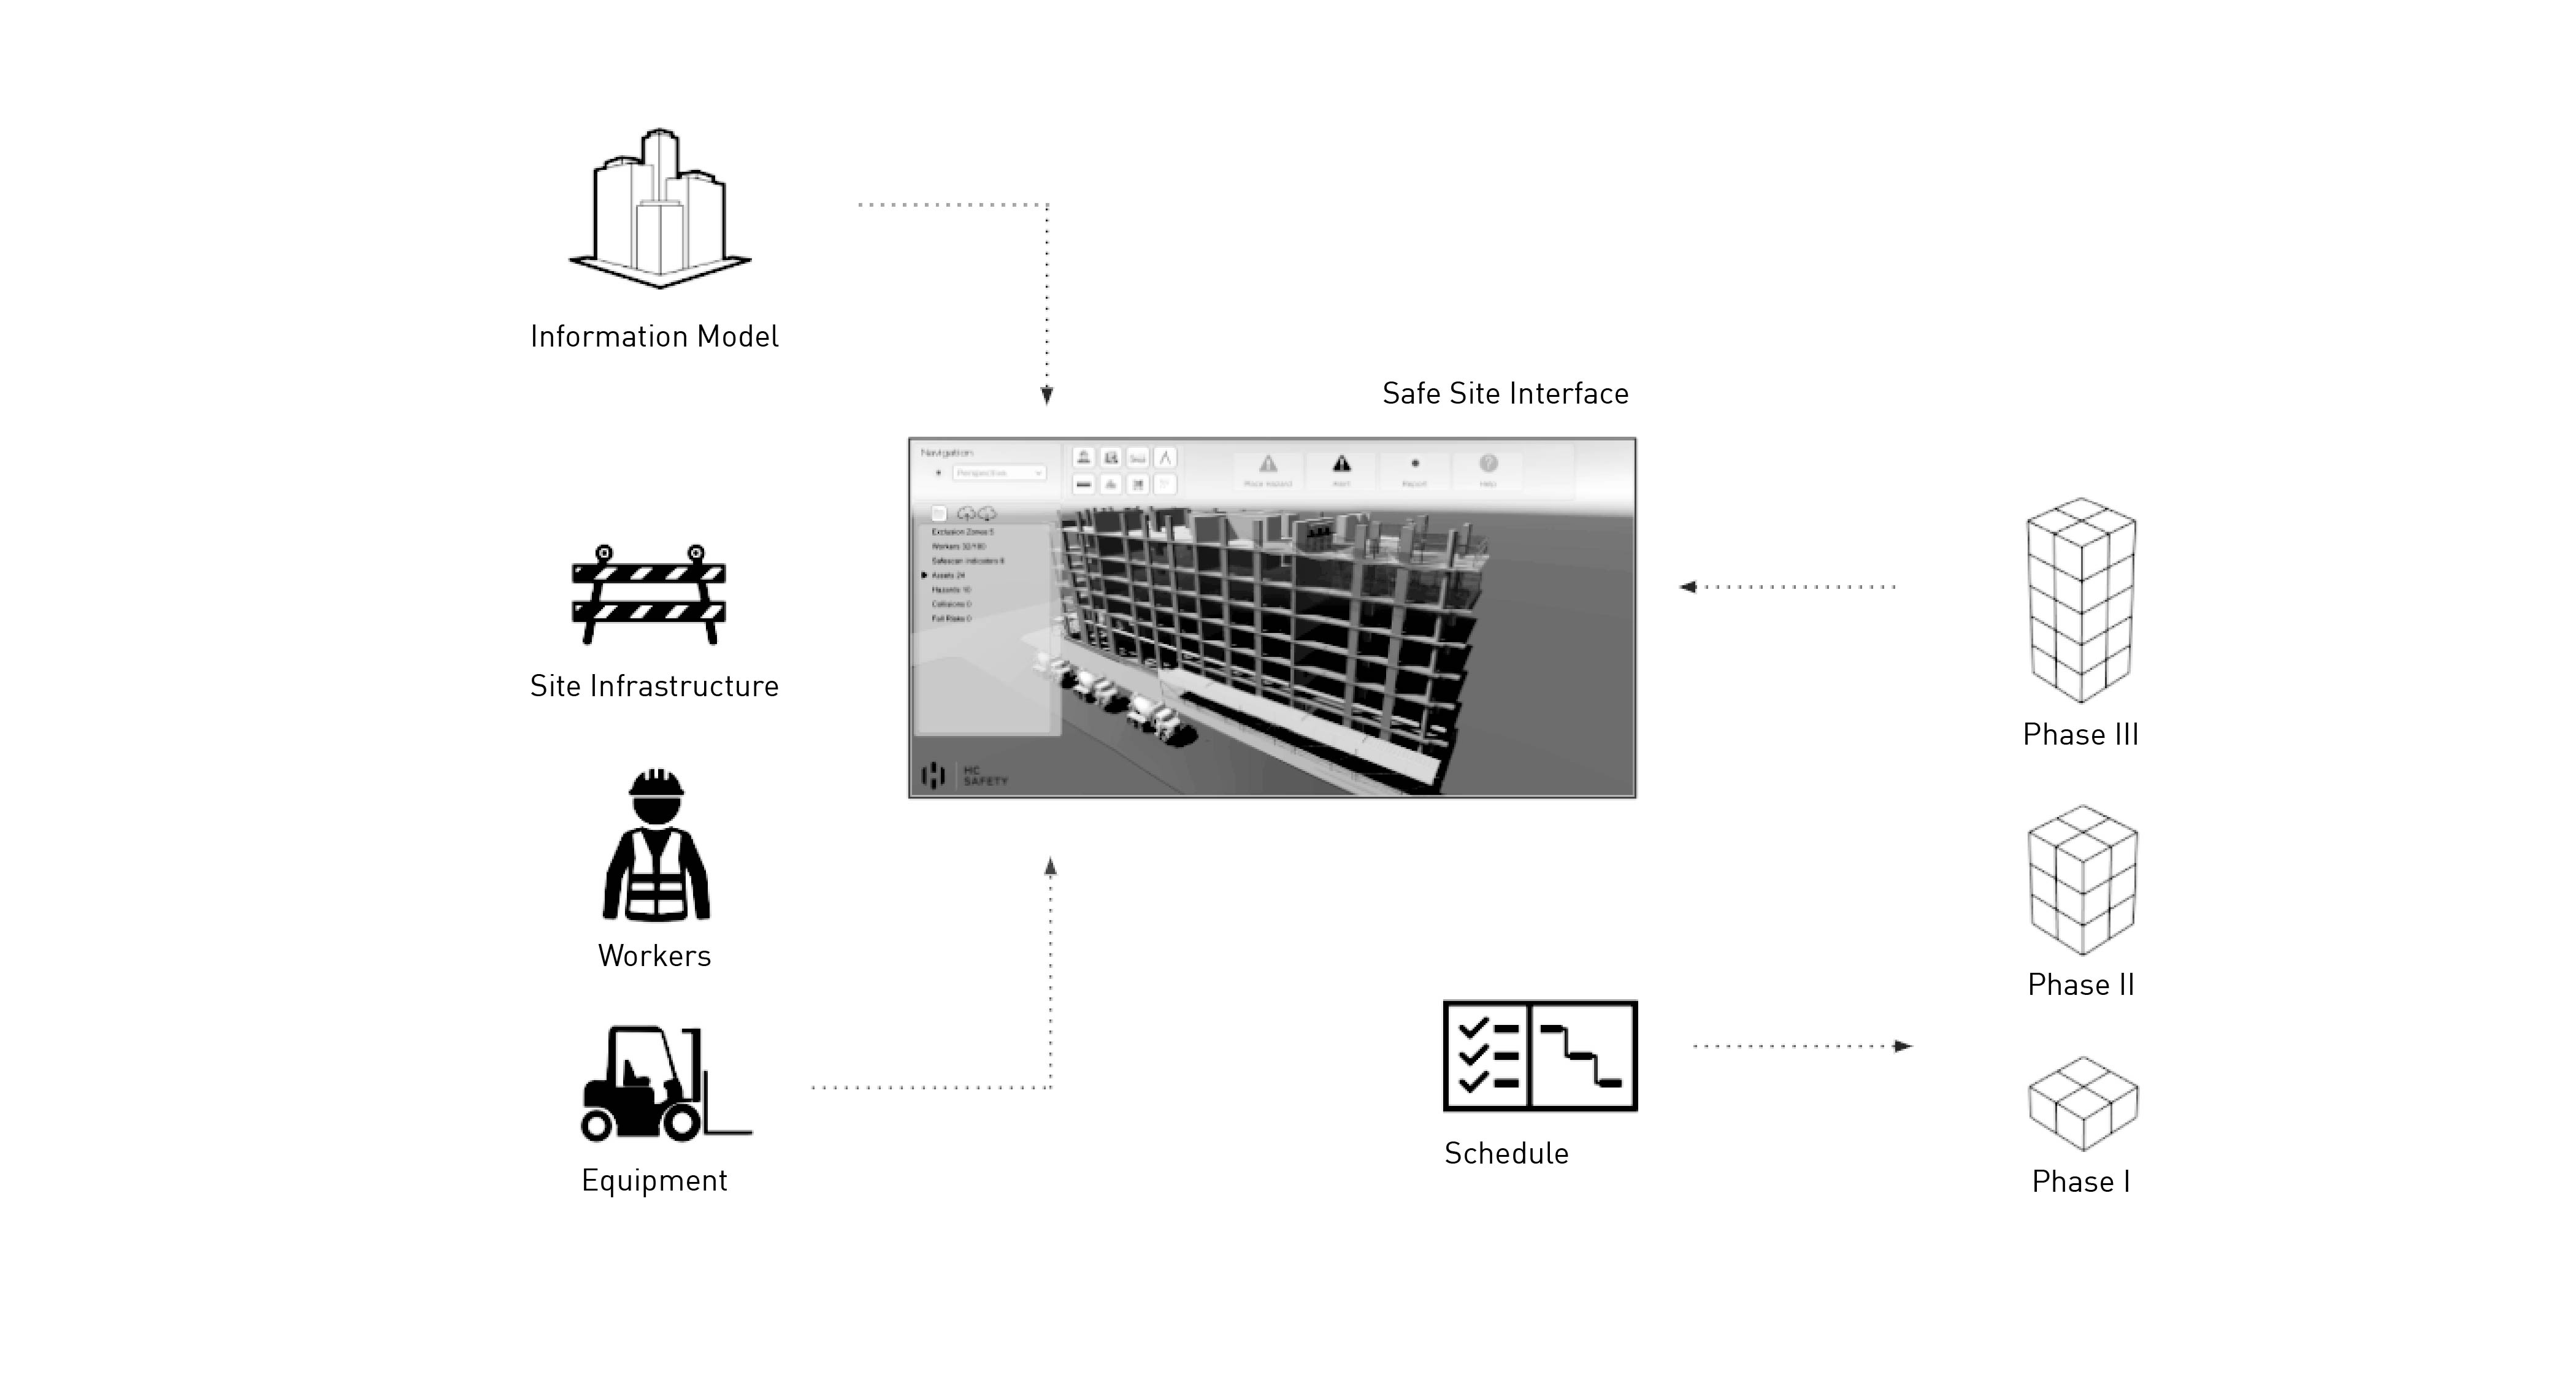 Information Model
Safe Site Interface
Navigation
Perspective
Place Hazard
Alert
Report
Help
Exclusion Zones 5
Workers 32/180
Safescan Indicators 8
Assets 24
Hazards 10
Collisions 0
Fall Risks 0
HC
SAFETY
Site Infrastructure
Workers
Equipment
Schedule
Phase III
Phase II
Phase I